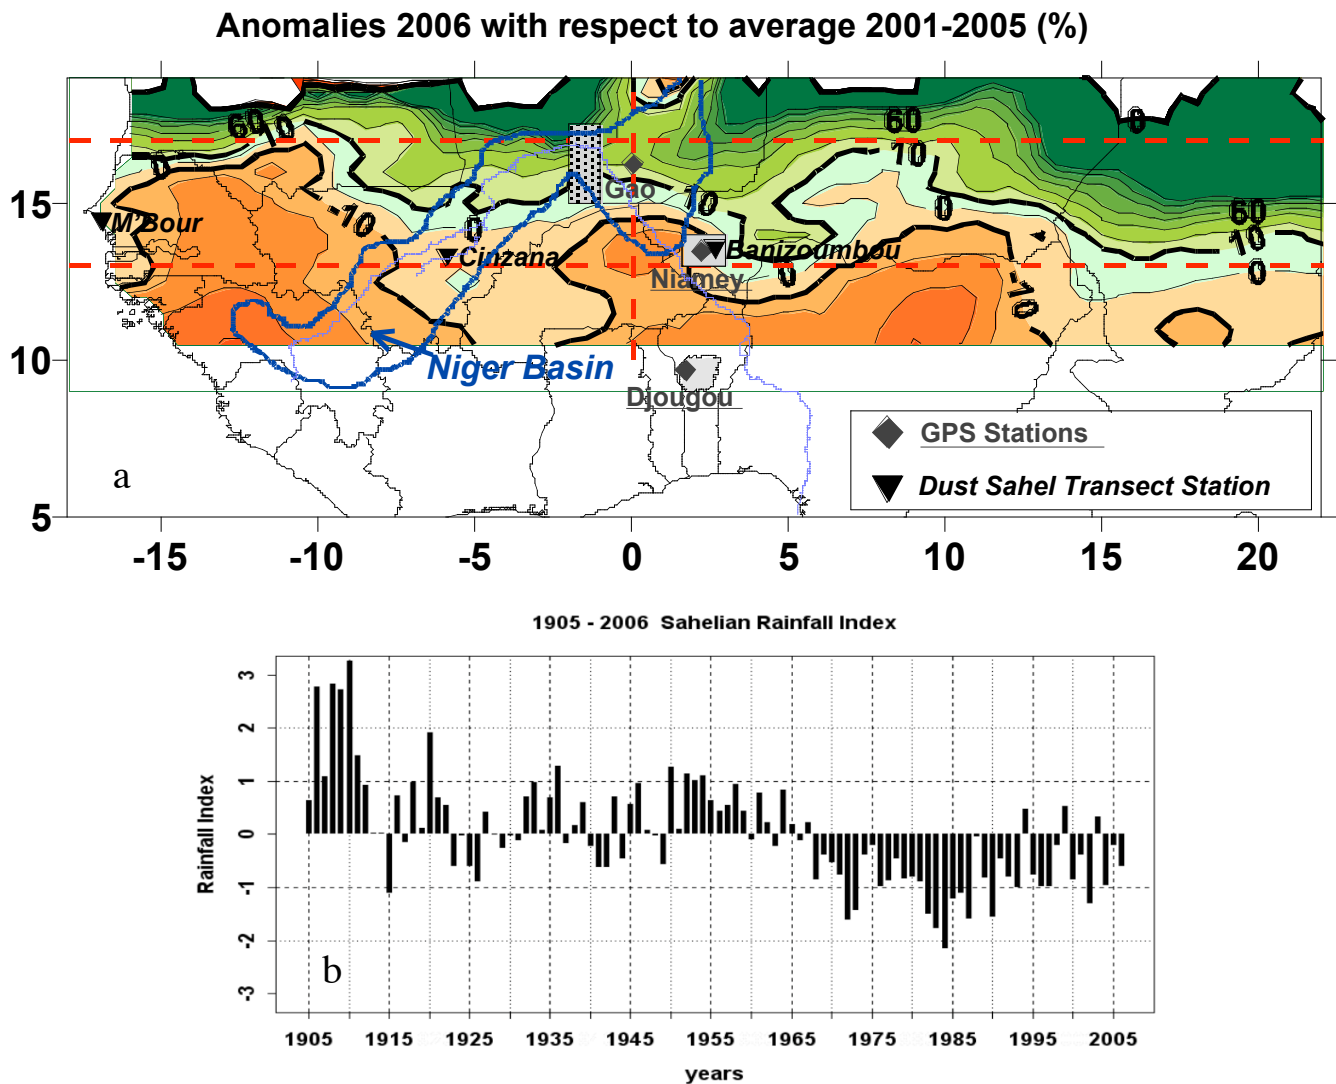 Anomalies 2006 with respect to average 2001-2005 (%)
60 0 60 0
0 10
15 Gao 10 0 60
M'Bour -10 0 10
Cinzana Banizoumbou 0
Niamey 0 -10
10 Niger Basin
Djougou
GPS Stations
a Dust Sahel Transect Station
5
-15 -10 -5 0 5 10 15 20
1905 - 2006 Sahelian Rainfall Index
Rainfall Index
3
2
1
0
-1
-2
-3
b
1905 1915 1925 1935 1945 1955 1965 1975 1985 1995 2005
years